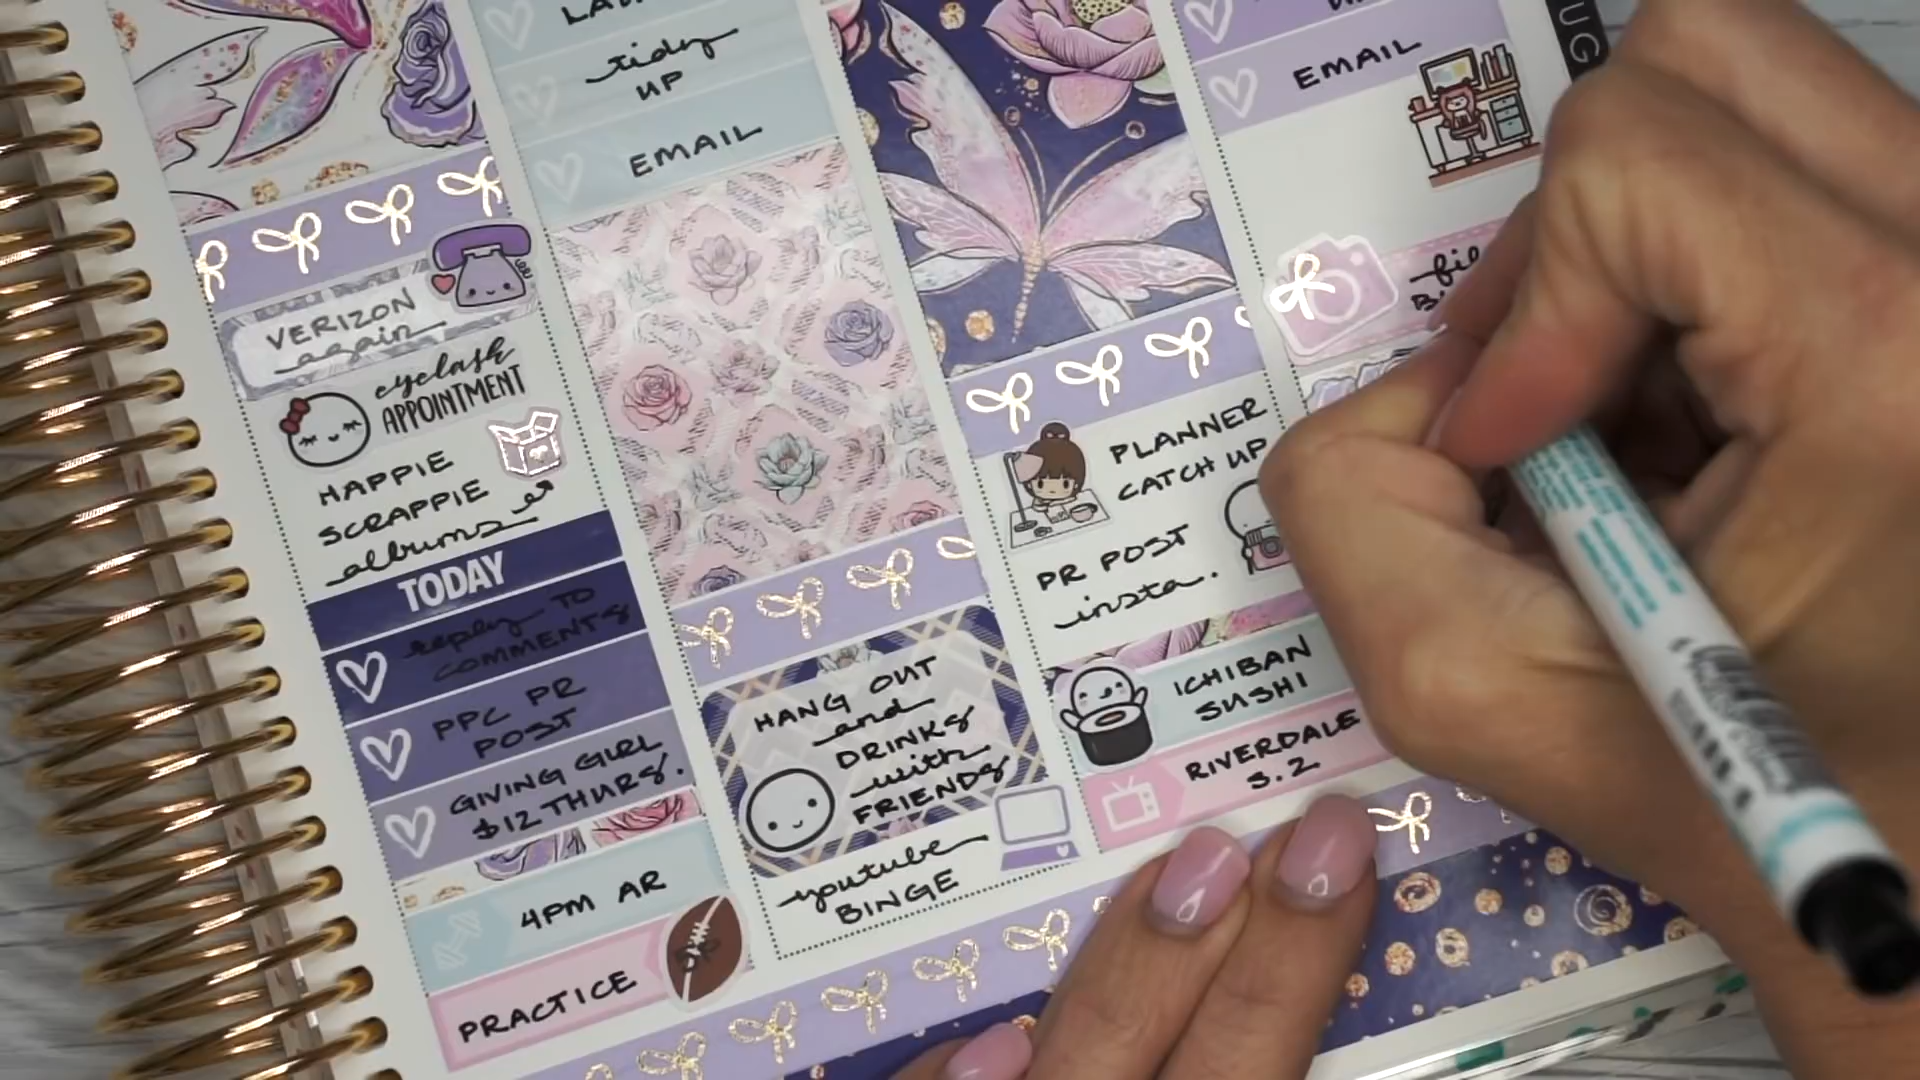 tidy
UP
EMAIL
EMAIL
UG
VERIZON
again
eyelash
APPOINTMENT
HAPPIE
SCRAPPIE
albums
TODAY
reply TO
COMMENTS
PPC PR
POST
GIVING GIRL
$12 THURS.
4PM AR
PRACTICE
HANG OUT
and
DRINKS
with
FRIENDS
youtube
BINGE
PLANNER
CATCH UP
PR POST
insta.
ICHIBAN
SUSHI
RIVERDALE
S.2